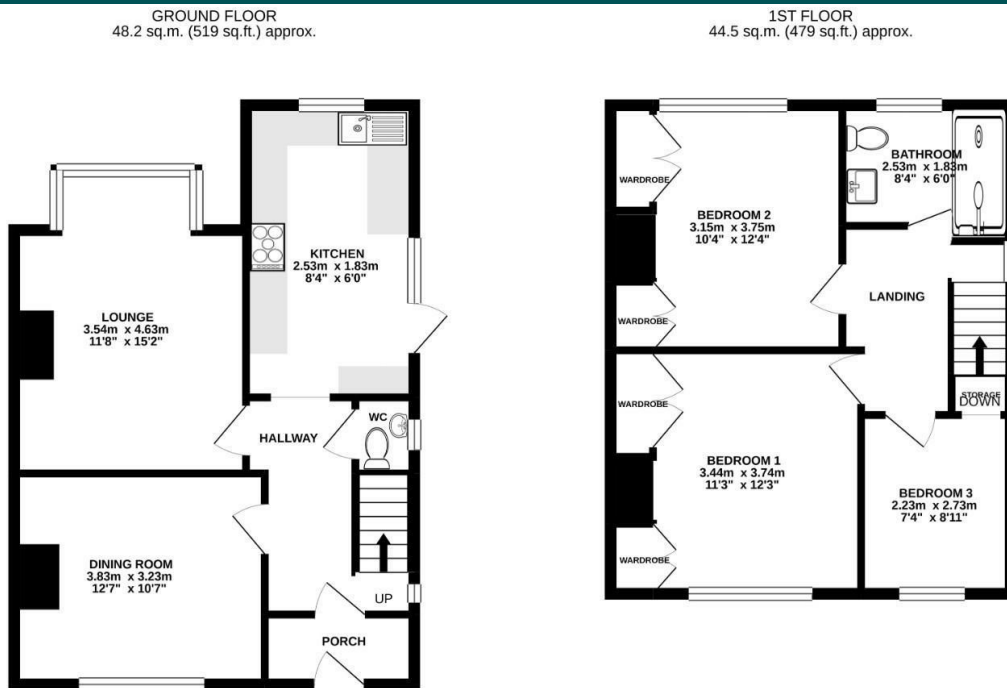 GROUND FLOOR
48.2 sq.m. (519 sq.ft.) approx.
KITCHEN
2.53m x 1.83m
8'4" x 6'0"
LOUNGE
3.54m x 4.63m
11'8" x 15'2"
WC
HALLWAY
DINING ROOM
3.83m x 3.23m
12'7" x 10'7"
UP
PORCH
1ST FLOOR
44.5 sq.m. (479 sq.ft.) approx.
WARDROBE
BATHROOM
2.53m x 1.83m
8'4" x 6'0"
BEDROOM 2
3.15m x 3.75m
10'4" x 12'4"
WARDROBE
LANDING
WARDROBE
STORAGE
DOWN
BEDROOM 1
3.44m x 3.74m
11'3" x 12'3"
BEDROOM 3
2.23m x 2.73m
7'4" x 8'11"
WARDROBE